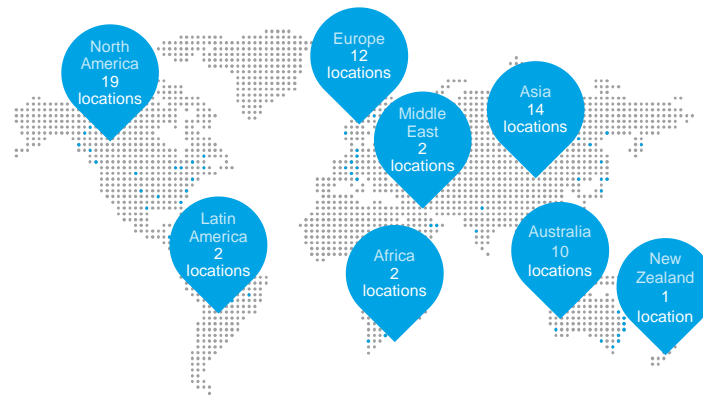 North
America
19
locations
Europe
12
locations
Middle
East
2
locations
Asia
14
locations
Latin
America
2
locations
Africa
2
locations
Australia
10
locations
New
Zealand
1
location